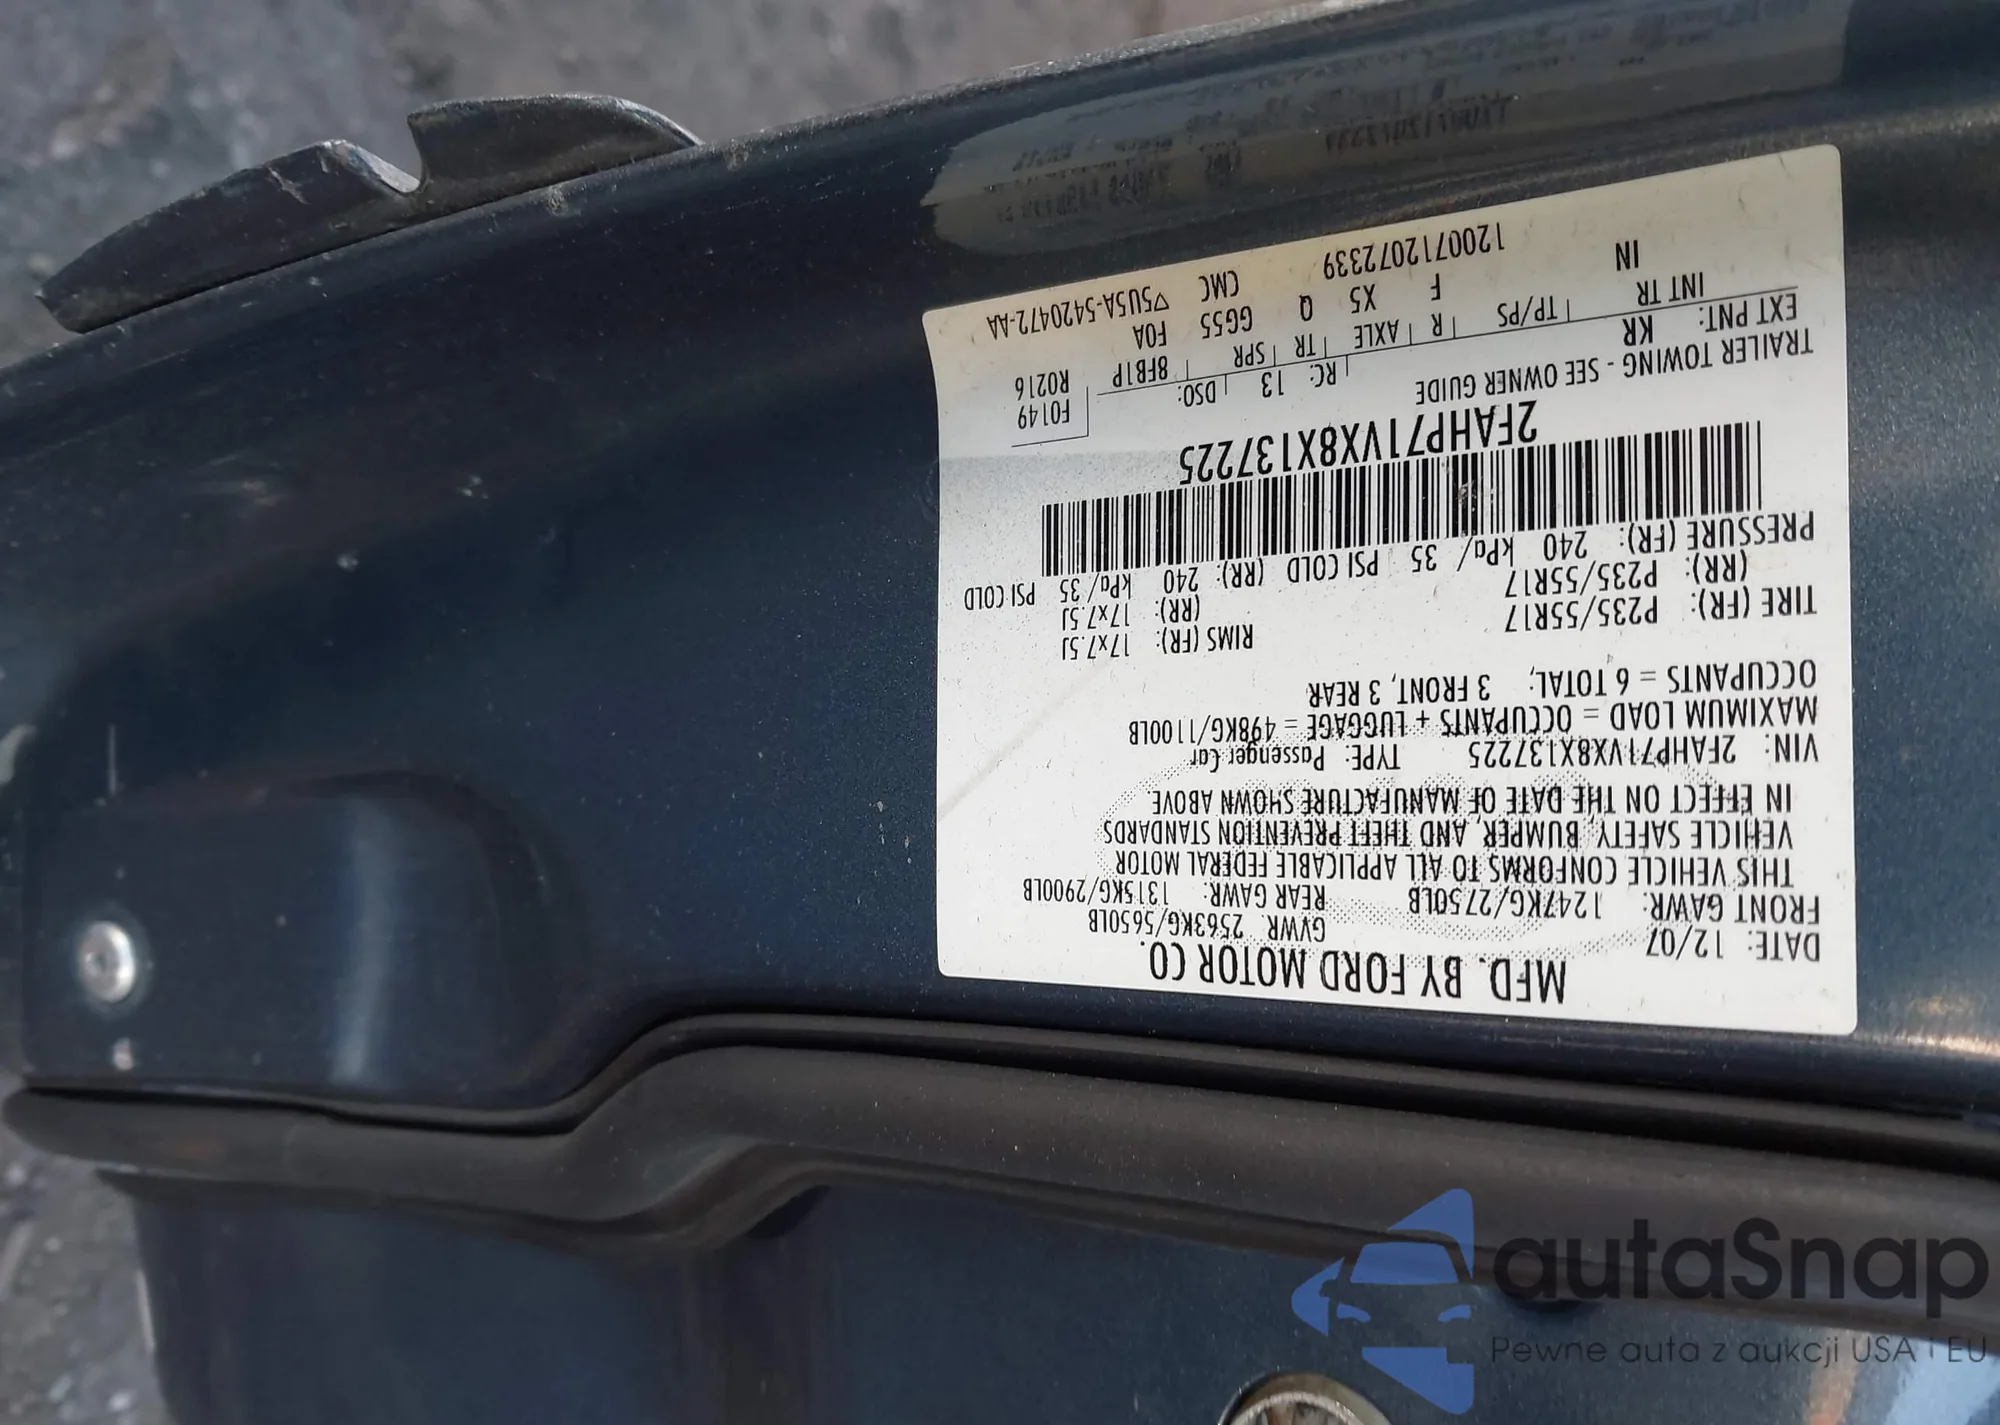 MFD. BY FORD MOTOR CO.
DATE: 12/07 GVWR: 2563KG/5650LB
FRONT GAWR: 1247KG/2750LB REAR GAWR: 1315KG/2900LB
THIS VEHICLE CONFORMS TO ALL APPLICABLE FEDERAL MOTOR
VEHICLE SAFETY, BUMPER, AND THEFT PREVENTION STANDARDS
IN EFFECT ON THE DATE OF MANUFACTURE SHOWN ABOVE
VIN: 2FAHP71VX8X137225 TYPE: Passenger Car
MAXIMUM LOAD = OCCUPANTS + LUGGAGE = 498KG/1100LB
OCCUPANTS = 6 TOTAL, 3 FRONT, 3 REAR
RIMS (FR): 17x7.5J
TIRE (FR): P235/55R17 (RR): 17x7.5J
(RR): P235/55R17
PRESSURE (FR): 240 kPa/ 35 PSI COLD (RR): 240 kPa/ 35 PSI COLD
2FAHP71VX8X137225
TRAILER TOWING - SEE OWNER GUIDE F0149
EXT PNT: KR RC: 13 DSO: 8FB1P R0216
INT TR TP/PS R AXLE TR SPR F0A
IN F X5 Q GG55 ▽5U5A-5420472-AA
1200712072339 CMC
autaSnap
Pewne auta z aukcji USA i EU